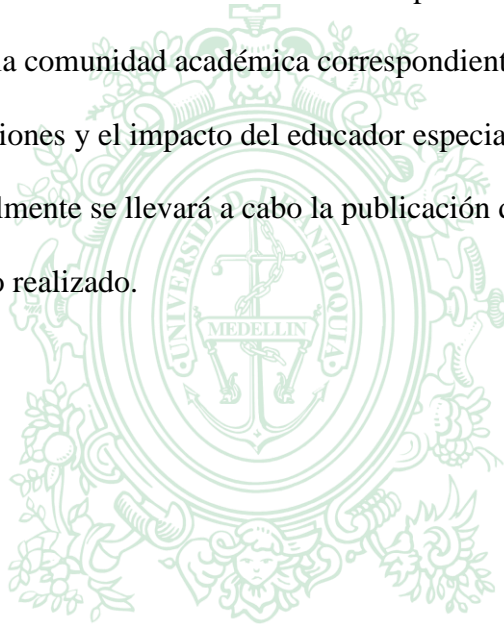 la comunidad académica correspondient
iones y el impacto del educador especia
lmente se llevará a cabo la publicación
o realizado.
UNIVERSIDAD DE ANTIOQUIA
MEDELLIN